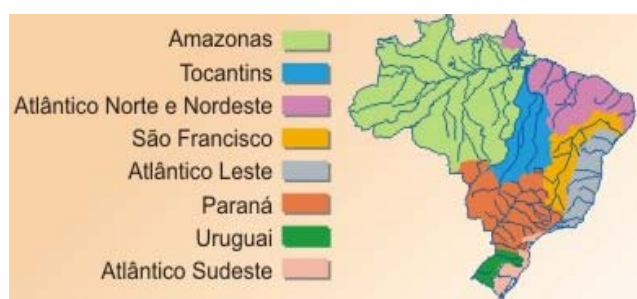 Amazonas
Tocantins
Atlântico Norte e Nordeste
São Francisco
Atlântico Leste
Paraná
Uruguai
Atlântico Sudeste